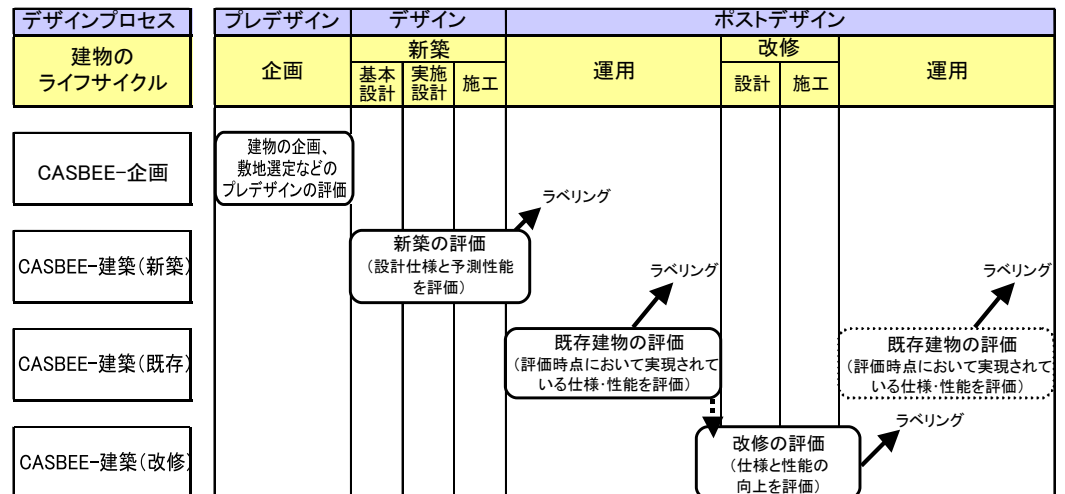 デザインプロセス
プレデザイン
デザイン
ポストデザイン
建物の
ライフサイクル
企画
新築
基本
設計
実施
設計
施工
運用
改修
設計
施工
運用
CASBEE-企画
建物の企画、
敷地選定などの
プレデザインの評価
ラベリング
CASBEE-建築(新築)
新築の評価
(設計仕様と予測性能
を評価)
ラベリング
ラベリング
CASBEE-建築(既存)
既存建物の評価
(評価時点において実現されて
いる仕様・性能を評価)
既存建物の評価
(評価時点において実現されて
いる仕様・性能を評価)
ラベリング
CASBEE-建築(改修)
改修の評価
(仕様と性能の
向上を評価)